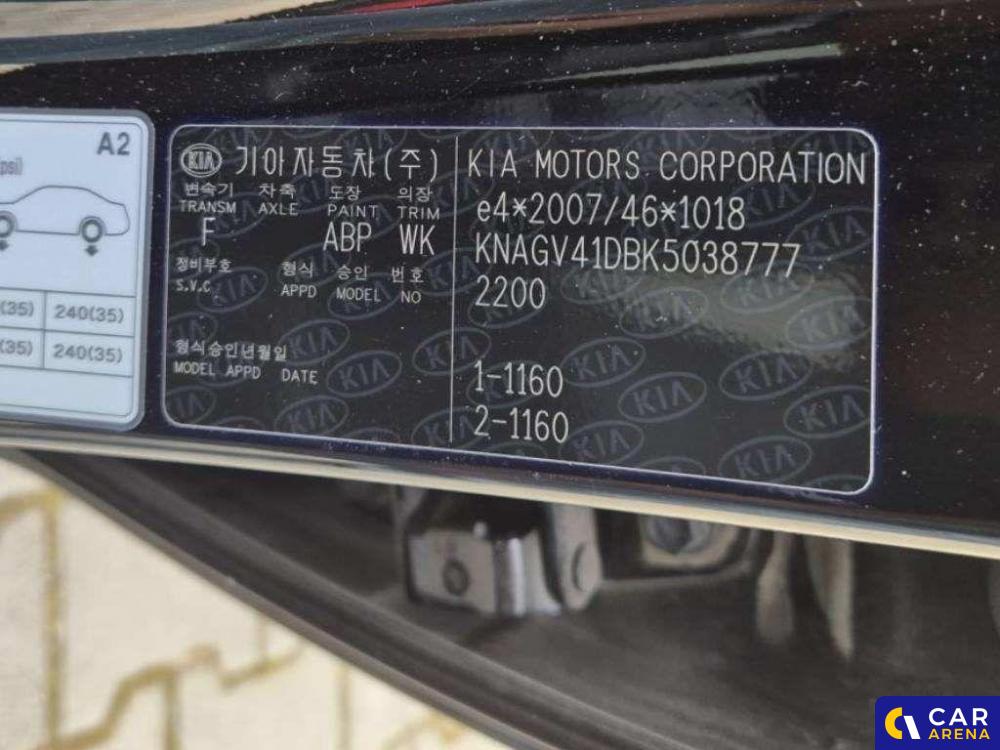 A2
psi)
(35) 240(35)
(35) 240(35)
KIA 기아자동차(주)
변속기 차축 도장 의장
TRANSM AXLE PAINT TRIM
F ABP WK
정비부호 형식 승인 번호
S.V.C APPD MODEL NO
형식승인년월일
MODEL APPD DATE
KIA MOTORS CORPORATION
e4*2007/46*1018
KNAGV41DBK5038777
2200
1-1160
2-1160
CAR
ARENA